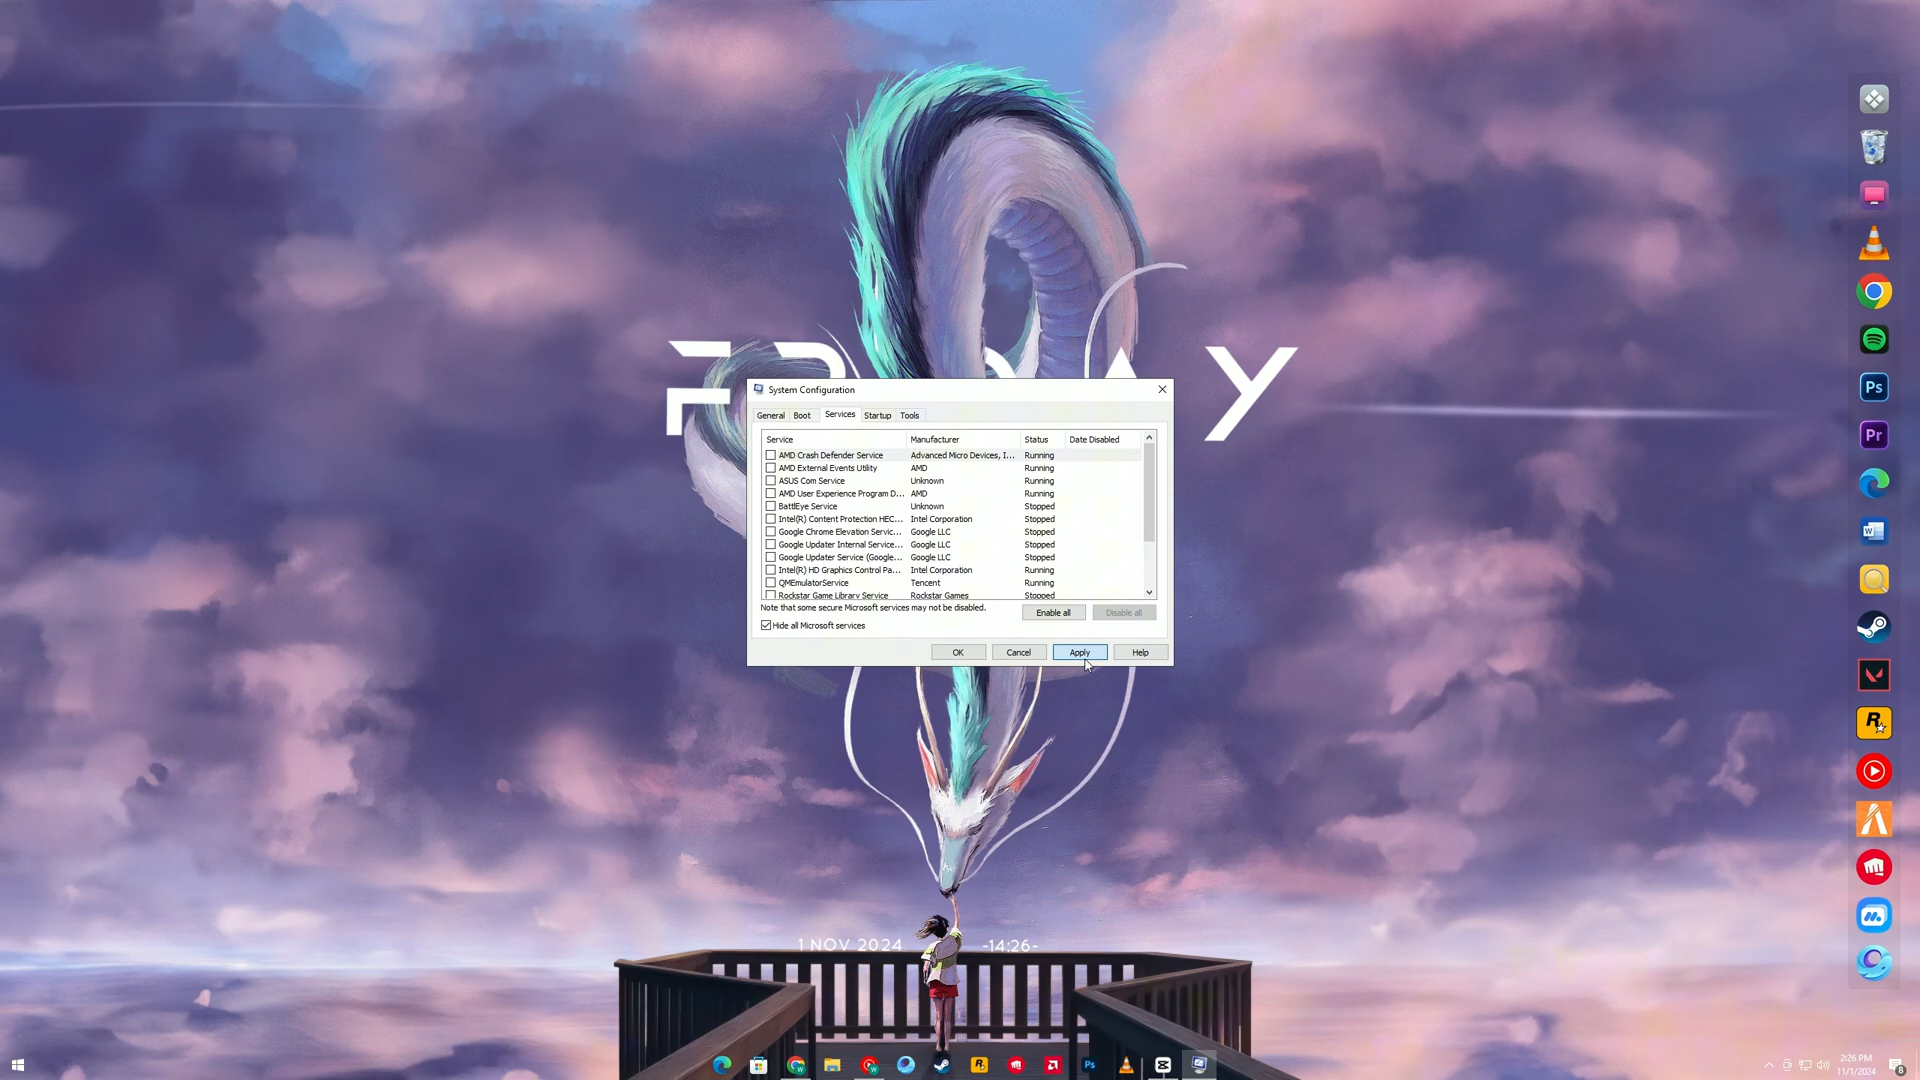 System Configuration
General Boot Services Startup Tools
Service Manufacturer Status Date Disabled
AMD Crash Defender Service Advanced Micro Devices, I... Running
AMD External Events Utility AMD Running
ASUS Com Service Unknown Running
AMD User Experience Program D... AMD Running
BattlEye Service Unknown Stopped
Intel(R) Content Protection HEC... Intel Corporation Stopped
Google Chrome Elevation Servic... Google LLC Stopped
Google Updater Internal Service... Google LLC Stopped
Google Updater Service (Google... Google LLC Stopped
Intel(R) HD Graphics Control Pa... Intel Corporation Running
QMEmulatorService Tencent Running
Rockstar Game Library Service Rockstar Games Stopped
Note that some secure Microsoft services may not be disabled.
Enable all Disable all
Hide all Microsoft services
OK Cancel Apply Help
Ps
Pr
W
R
1 NOV 2024 -14:26-
Ps
2:26 PM
11/1/2024
8